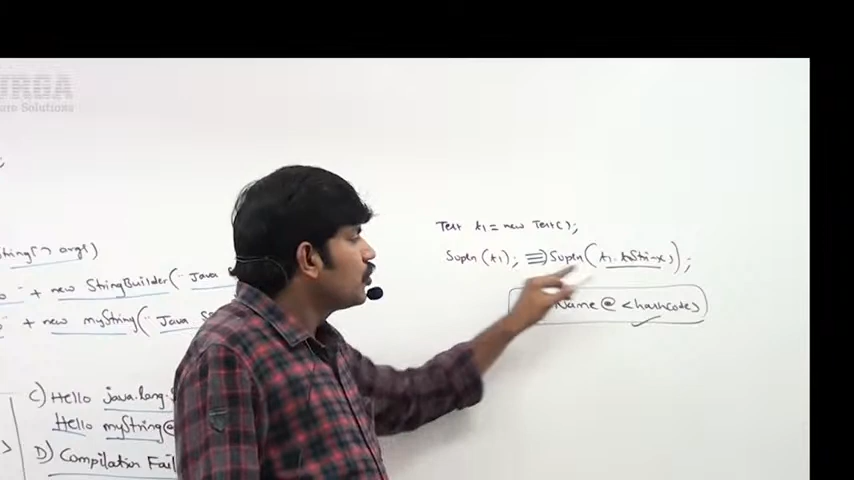 URGA
are Solutions
String[] args)
+ new StringBuilder("Java
+ new myString("Java S
C) Hello java.lang.S
Hello myString@
D) Compilation Fail
Test t1 = new Test();
Sopln(t1); ≡) Sopln(t1.toString());
Name@<hashcode>